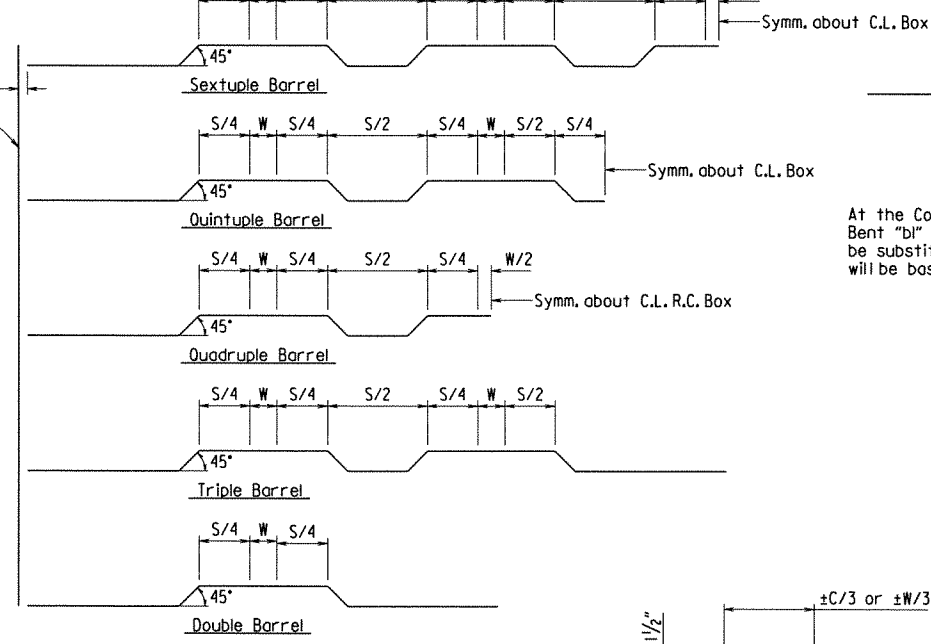 Symm. about C.L. Box
45°
Sextuple Barrel
S/4 W S/4 S/2 S/4 W S/2 S/4
Symm. about C.L. Box
45°
Quintuple Barrel
At the Co
Bent "bl"
be substit
will be bas
S/4 W S/4 S/2 S/4 W/2
Symm. about C.L. R.C. Box
45°
Quadruple Barrel
S/4 W S/4 S/2 S/4 W S/2
45°
Triple Barrel
S/4 W S/4
45°
Double Barrel
±C/3 or ±W/3
1½"